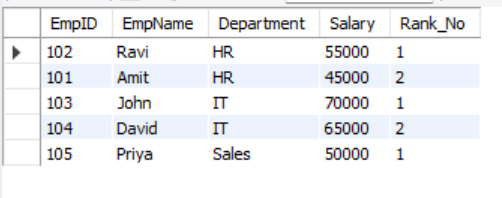 EmpID EmpName Department Salary Rank_No
102 Ravi HR 55000 1
101 Amit HR 45000 2
103 John IT 70000 1
104 David IT 65000 2
105 Priya Sales 50000 1